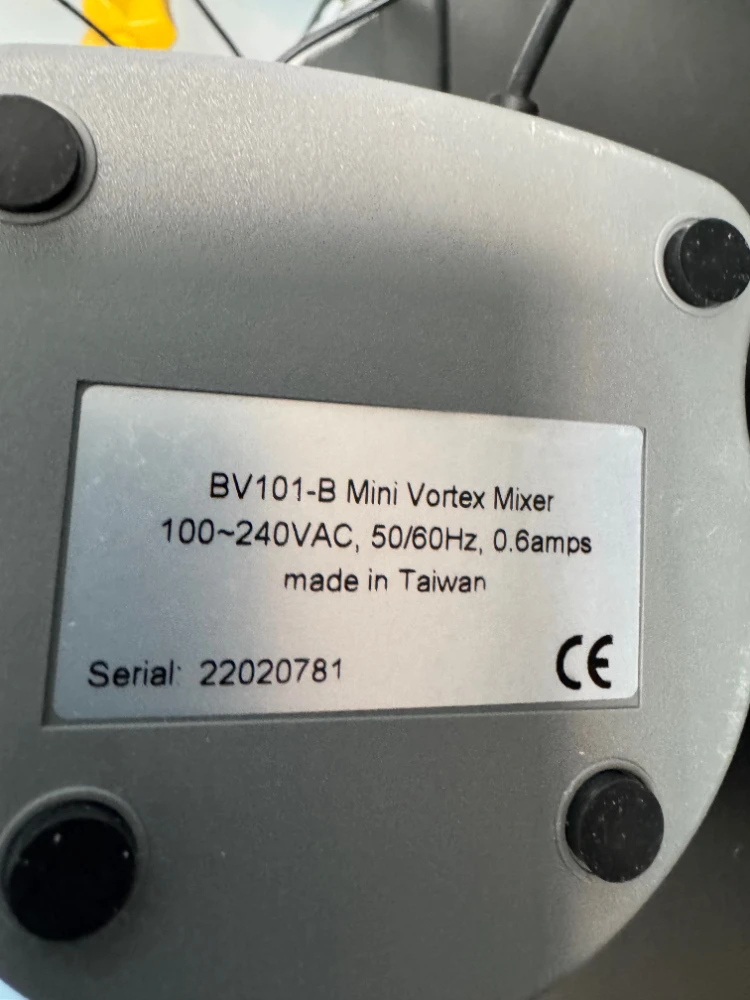 BV101-B Mini Vortex Mixer
100~240VAC, 50/60Hz, 0.6amps
made in Taiwan
Serial: 22020781
CE